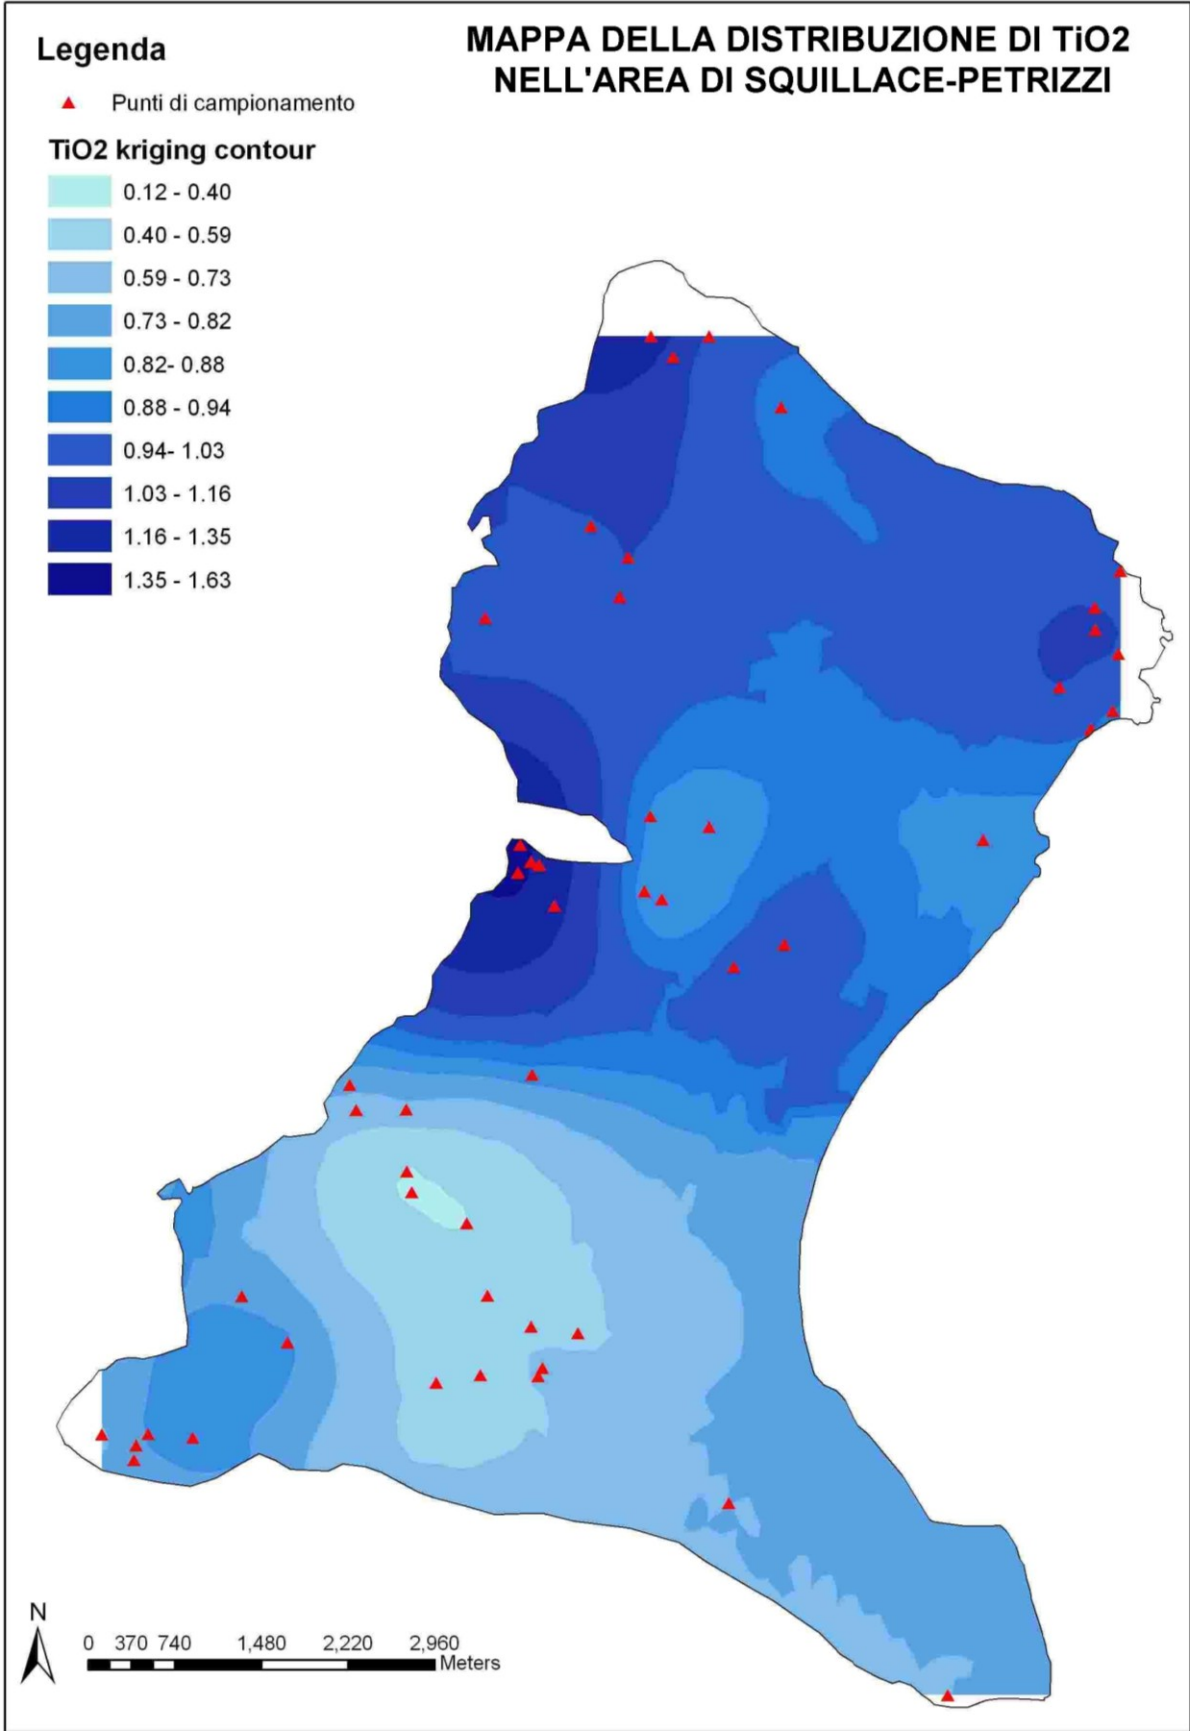 Legenda
MAPPA DELLA DISTRIBUZIONE DI TiO2
NELL'AREA DI SQUILLACE-PETRIZZI
Punti di campionamento
TiO2 kriging contour
0.12 - 0.40
0.40 - 0.59
0.59 - 0.73
0.73 - 0.82
0.82- 0.88
0.88 - 0.94
0.94- 1.03
1.03 - 1.16
1.16 - 1.35
1.35 - 1.63
N
0 370 740 1,480 2,220 2,960
Meters